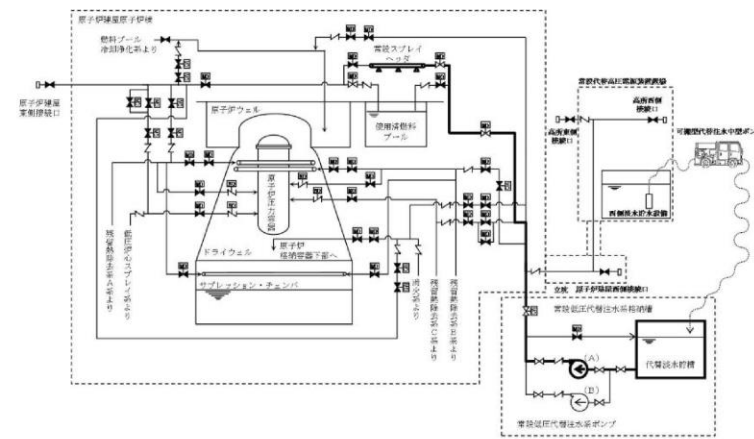 原子炉建屋原子炉棟
燃料プール
冷却浄化系より
常設スプレイ
ヘッダ
原子炉建屋
東側接続口
原子炉ウェル
使用済燃料
プール
常設代替高圧電源装置置場
高所東側
接続口
高所西側
接続口
可搬型代替注水中型ポンプ
西側淡水貯水設備
原子炉圧力容器
ドライウェル
原子炉
格納容器下部へ
サプレッション・チェンバ
残留熱除去系A系より
低圧炉心スプレイ系より
消火系より
残留熱除去系C系より
残留熱除去系B系より
立坑
原子炉建屋西側接続口
常設低圧代替注水系格納槽
(A)
(B)
代替淡水貯槽
常設低圧代替注水系ポンプ